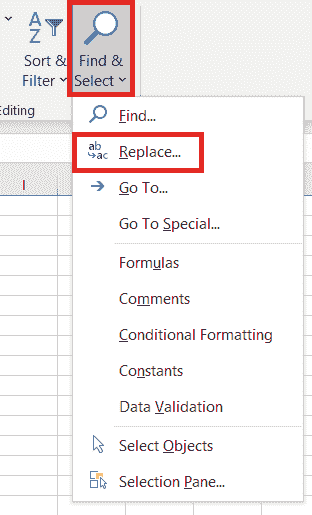 Sort & Find &
Filter Select
Editing
I
Find...
ab
ac
Replace...
Go To...
Go To Special...
Formulas
Comments
Conditional Formatting
Constants
Data Validation
Select Objects
Selection Pane...